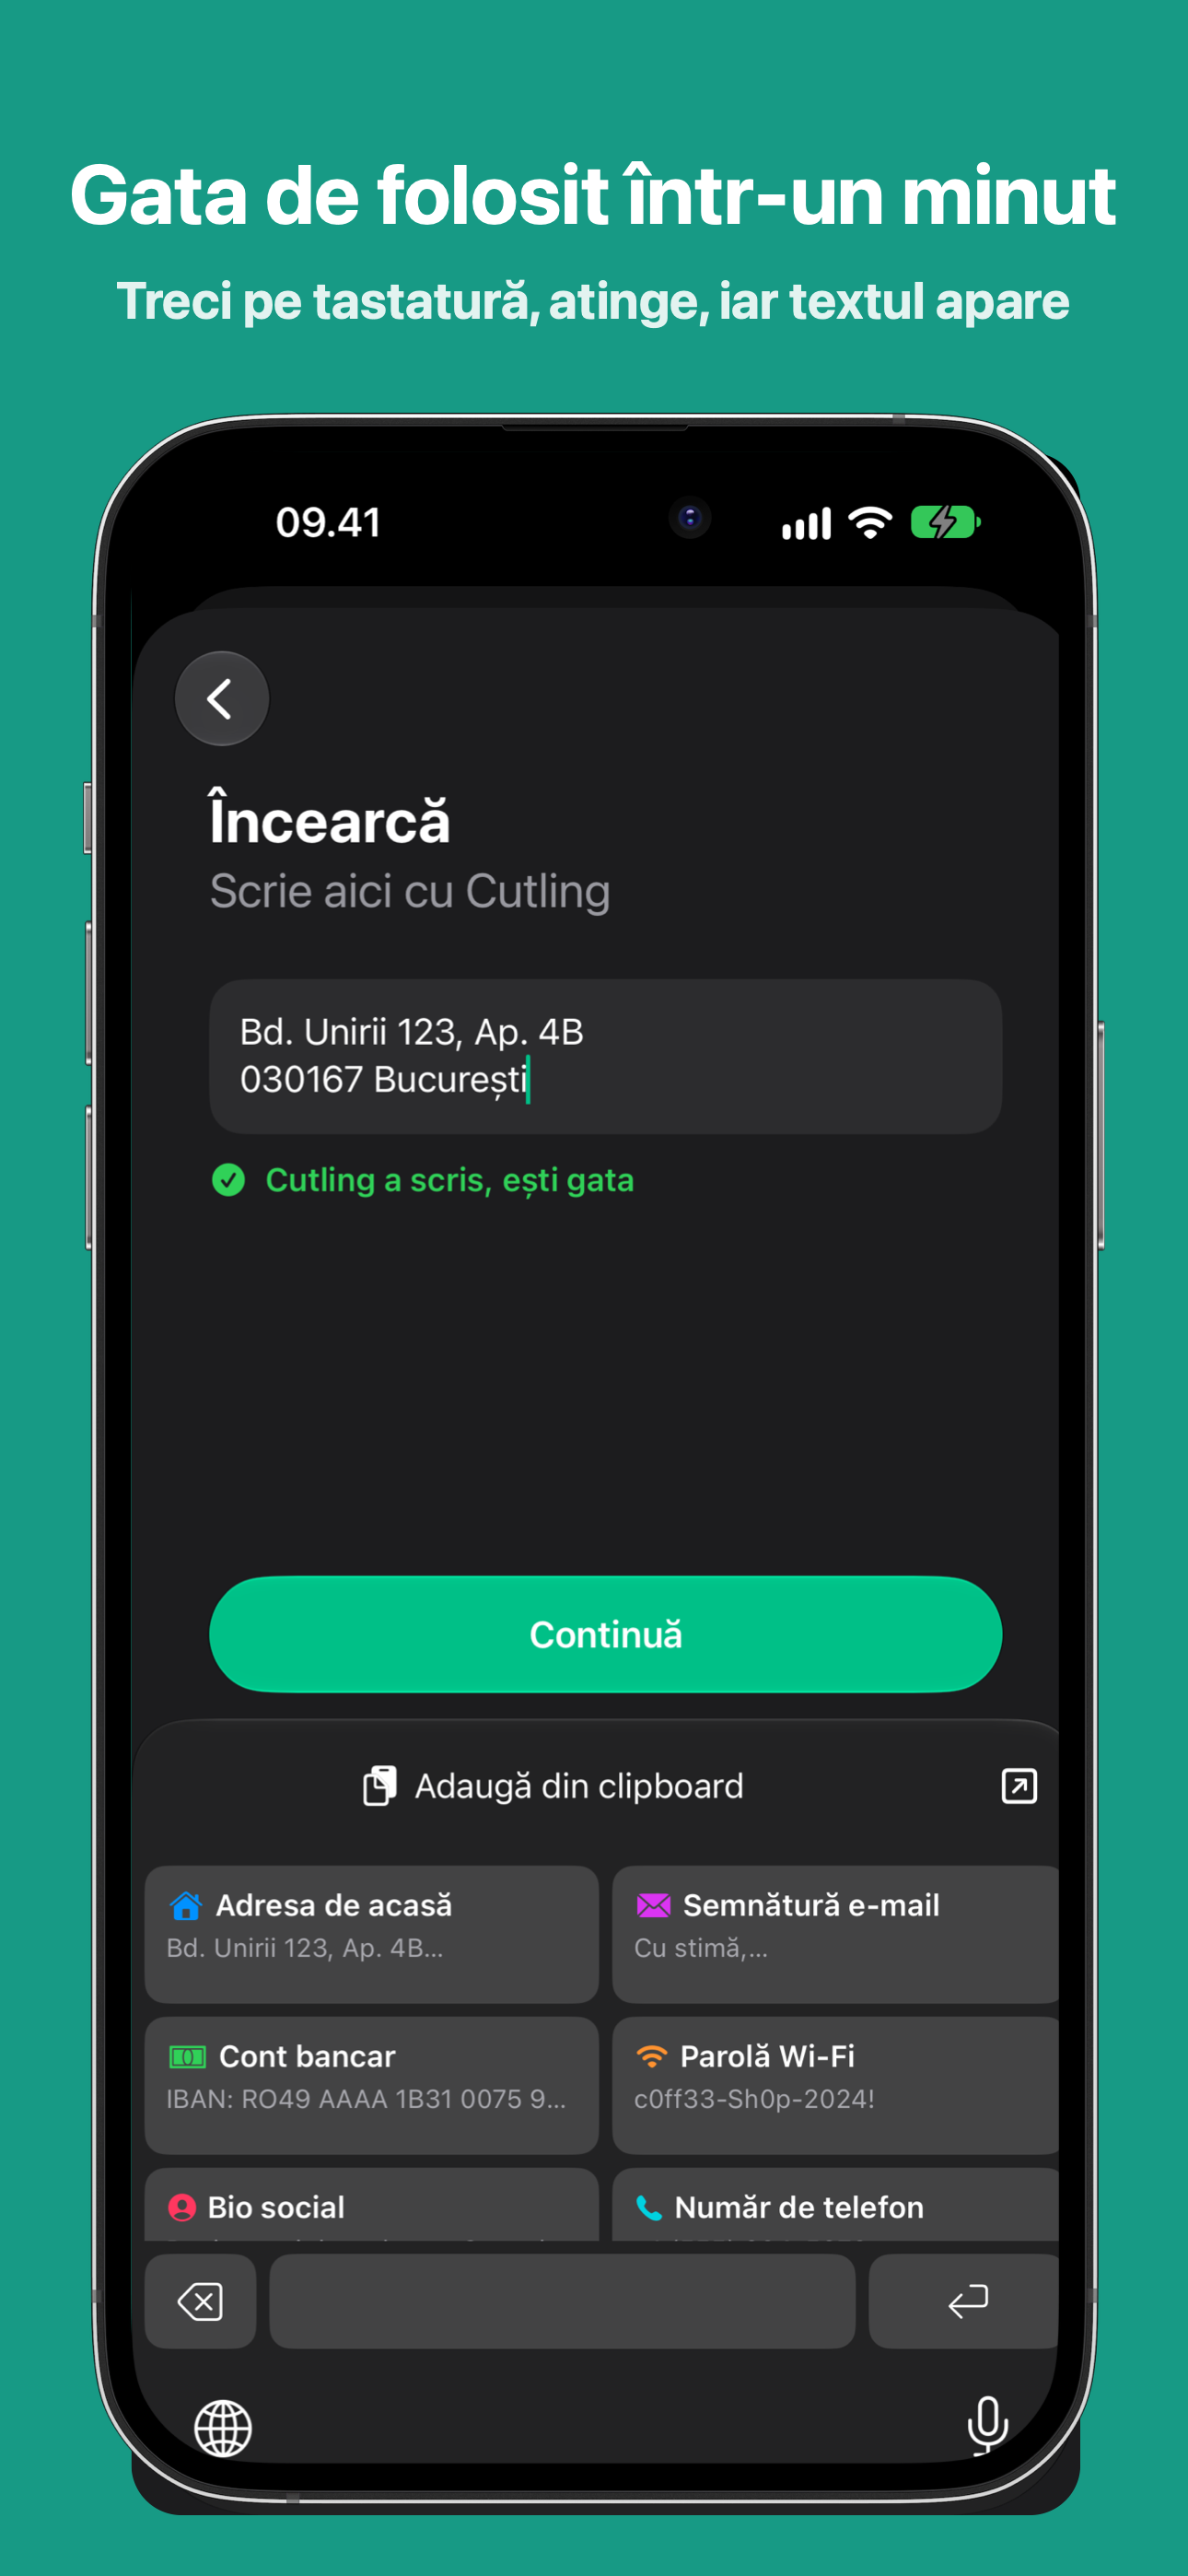 Gata de folosit într-un minut
Treci pe tastatură, atinge, iar textul apare
09.41
Încearcă
Scrie aici cu Cutling
Bd. Unirii 123, Ap. 4B
030167 București
Cutling a scris, ești gata
Continuă
Adaugă din clipboard
Adresa de acasă
Bd. Unirii 123, Ap. 4B...
Semnătură e-mail
Cu stimă,...
Cont bancar
IBAN: RO49 AAAA 1B31 0075 9...
Parolă Wi-Fi
c0ff33-Sh0p-2024!
Bio social
Număr de telefon